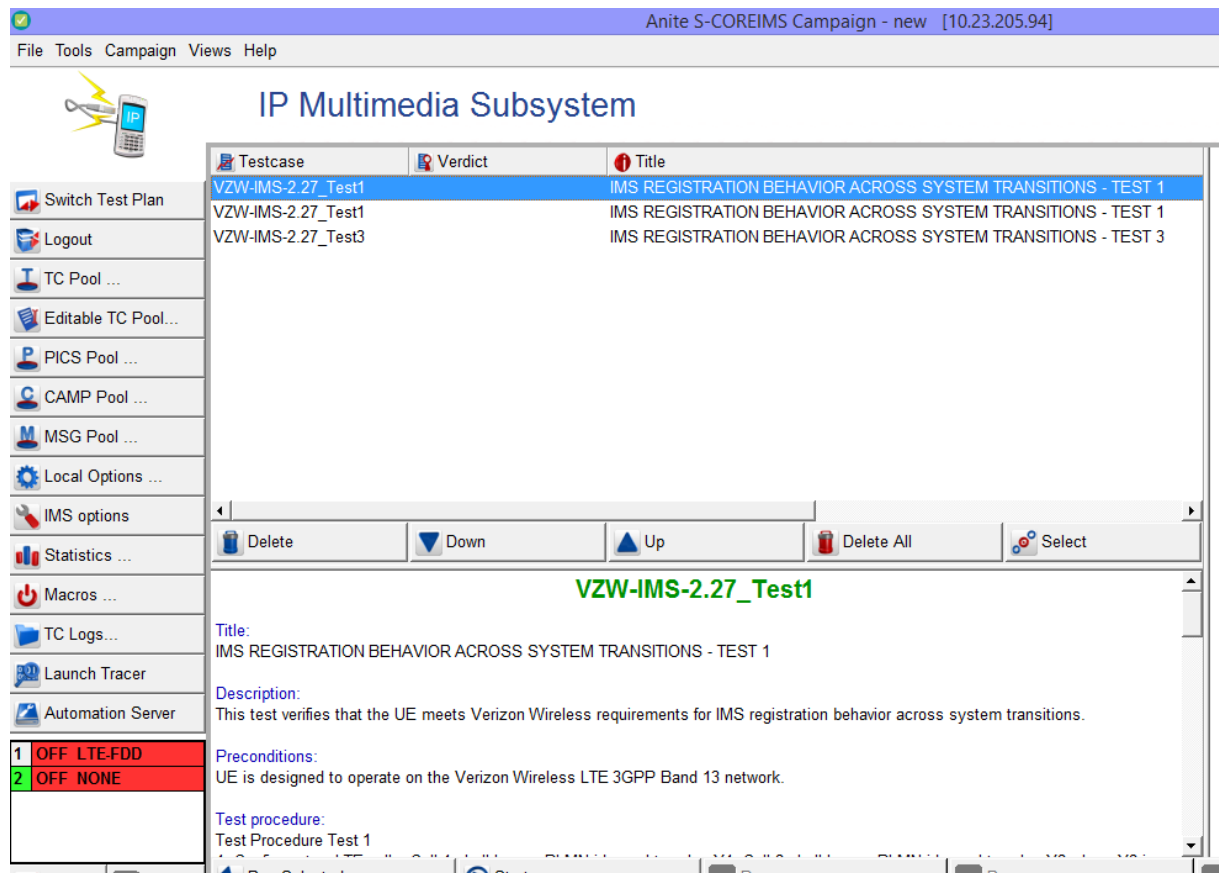 Anite S-COREIMS Campaign - new [10.23.205.94]
File Tools Campaign Views Help
IP
IP Multimedia Subsystem
Testcase Verdict Title
VZW-IMS-2.27_Test1 IMS REGISTRATION BEHAVIOR ACROSS SYSTEM TRANSITIONS - TEST 1
VZW-IMS-2.27_Test1 IMS REGISTRATION BEHAVIOR ACROSS SYSTEM TRANSITIONS - TEST 1
VZW-IMS-2.27_Test3 IMS REGISTRATION BEHAVIOR ACROSS SYSTEM TRANSITIONS - TEST 3
Switch Test Plan
Logout
TC Pool ...
Editable TC Pool...
PICS Pool ...
CAMP Pool ...
MSG Pool ...
Local Options ...
IMS options
Statistics ...
Macros ...
TC Logs...
Launch Tracer
Automation Server
1 OFF LTE-FDD
2 OFF NONE
Delete Down Up Delete All Select
VZW-IMS-2.27_Test1
Title:
IMS REGISTRATION BEHAVIOR ACROSS SYSTEM TRANSITIONS - TEST 1
Description:
This test verifies that the UE meets Verizon Wireless requirements for IMS registration behavior across system transitions.
Preconditions:
UE is designed to operate on the Verizon Wireless LTE 3GPP Band 13 network.
Test procedure:
Test Procedure Test 1